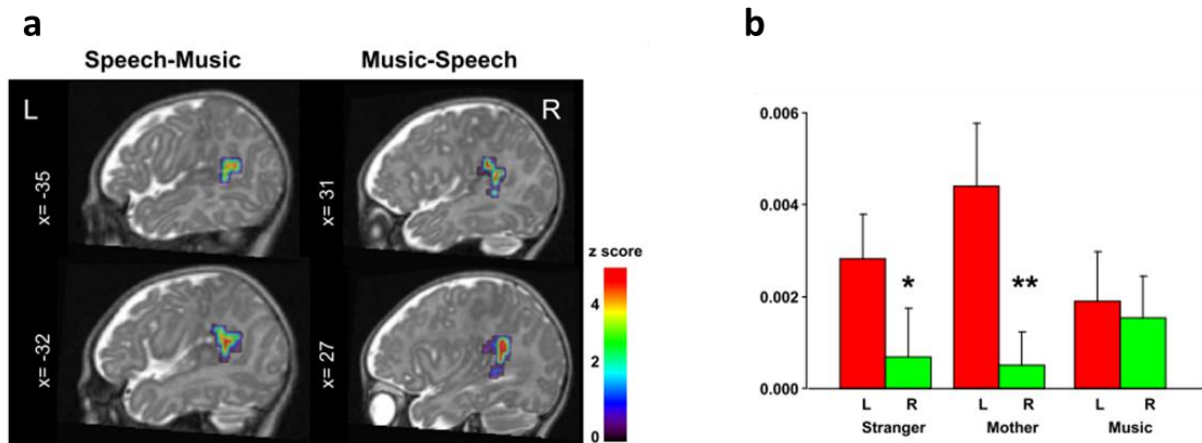 a
Speech-Music Music-Speech
L R
x= -35
x= 31
x= -32
x= 27
z score
4
2
0
b
0.006
0.004
0.002
0.000
* **
L R L R L R
Stranger Mother Music